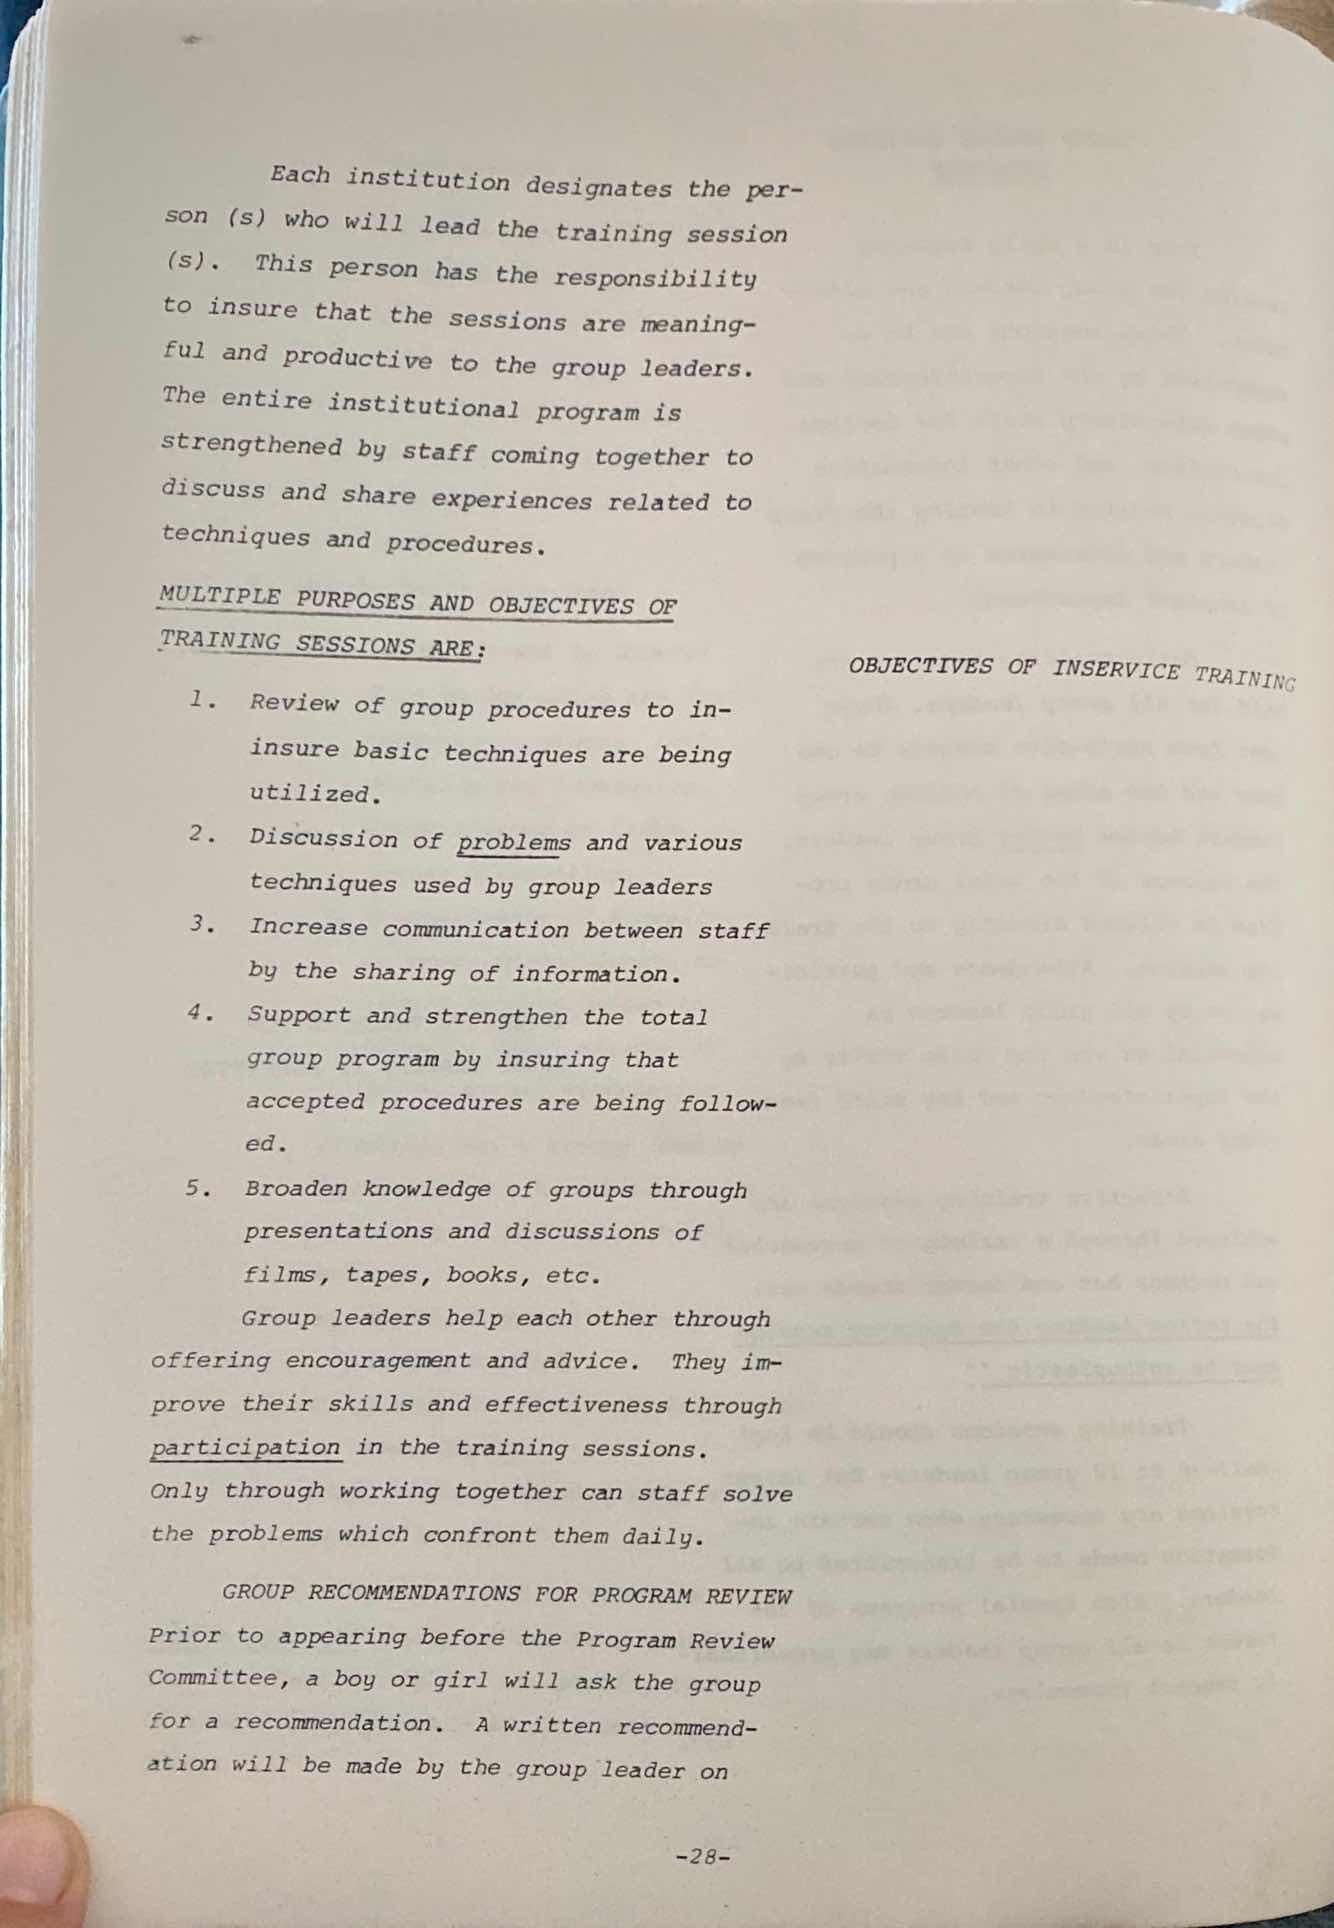 Each institution designates the per-
son (s) who will lead the training session
(s). This person has the responsibility
to insure that the sessions are meaning-
ful and productive to the group leaders.
The entire institutional program is
strengthened by staff coming together to
discuss and share experiences related to
techniques and procedures.
MULTIPLE PURPOSES AND OBJECTIVES OF
TRAINING SESSIONS ARE:
OBJECTIVES OF INSERVICE TRAINING
1. Review of group procedures to in-
insure basic techniques are being
utilized.
2. Discussion of problems and various
techniques used by group leaders
3. Increase communication between staff
by the sharing of information.
4. Support and strengthen the total
group program by insuring that
accepted procedures are being follow-
ed.
5. Broaden knowledge of groups through
presentations and discussions of
films, tapes, books, etc.
Group leaders help each other through
offering encouragement and advice. They im-
prove their skills and effectiveness through
participation in the training sessions.
Only through working together can staff solve
the problems which confront them daily.
GROUP RECOMMENDATIONS FOR PROGRAM REVIEW
Prior to appearing before the Program Review
Committee, a boy or girl will ask the group
for a recommendation. A written recommend-
ation will be made by the group leader on
-28-